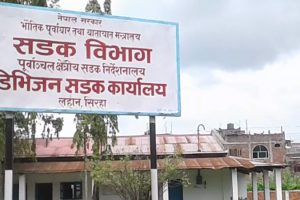 नेपाल सरकार
भौतिक पूर्वाधार तथा यातायात मन्त्रालय
सडक विभाग
पूर्वाञ्चल क्षेत्रीय सडक निर्देशनालय
डिभिजन सडक कार्यालय
लहान, सिरहा